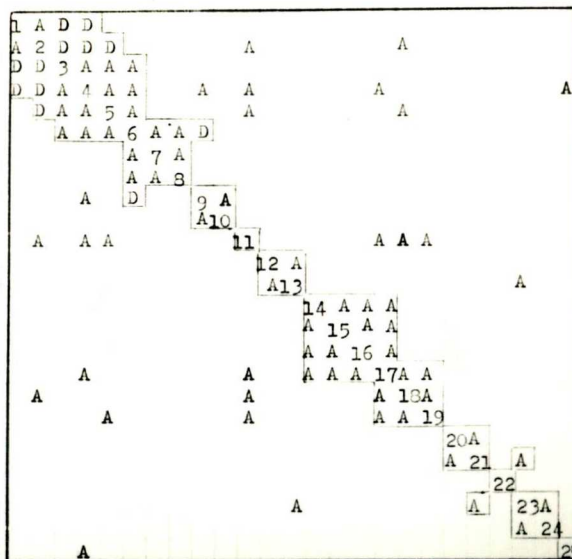 1 A D D
A 2 D D D A A
D D 3 A A A
D D A 4 A A A A A A
D A A 5 A A A
A A A 6 A A D
A 7 A
A A 8
A D 9 A
A 10
A A A 11 A A A
12 A
A 13 A
14 A A A
A 15 A A
A A 16 A
A A A A A 17 A A
A A A 18 A
A A A A 19
20 A
A 21 A
22
A A 23 A
A 24
A 2